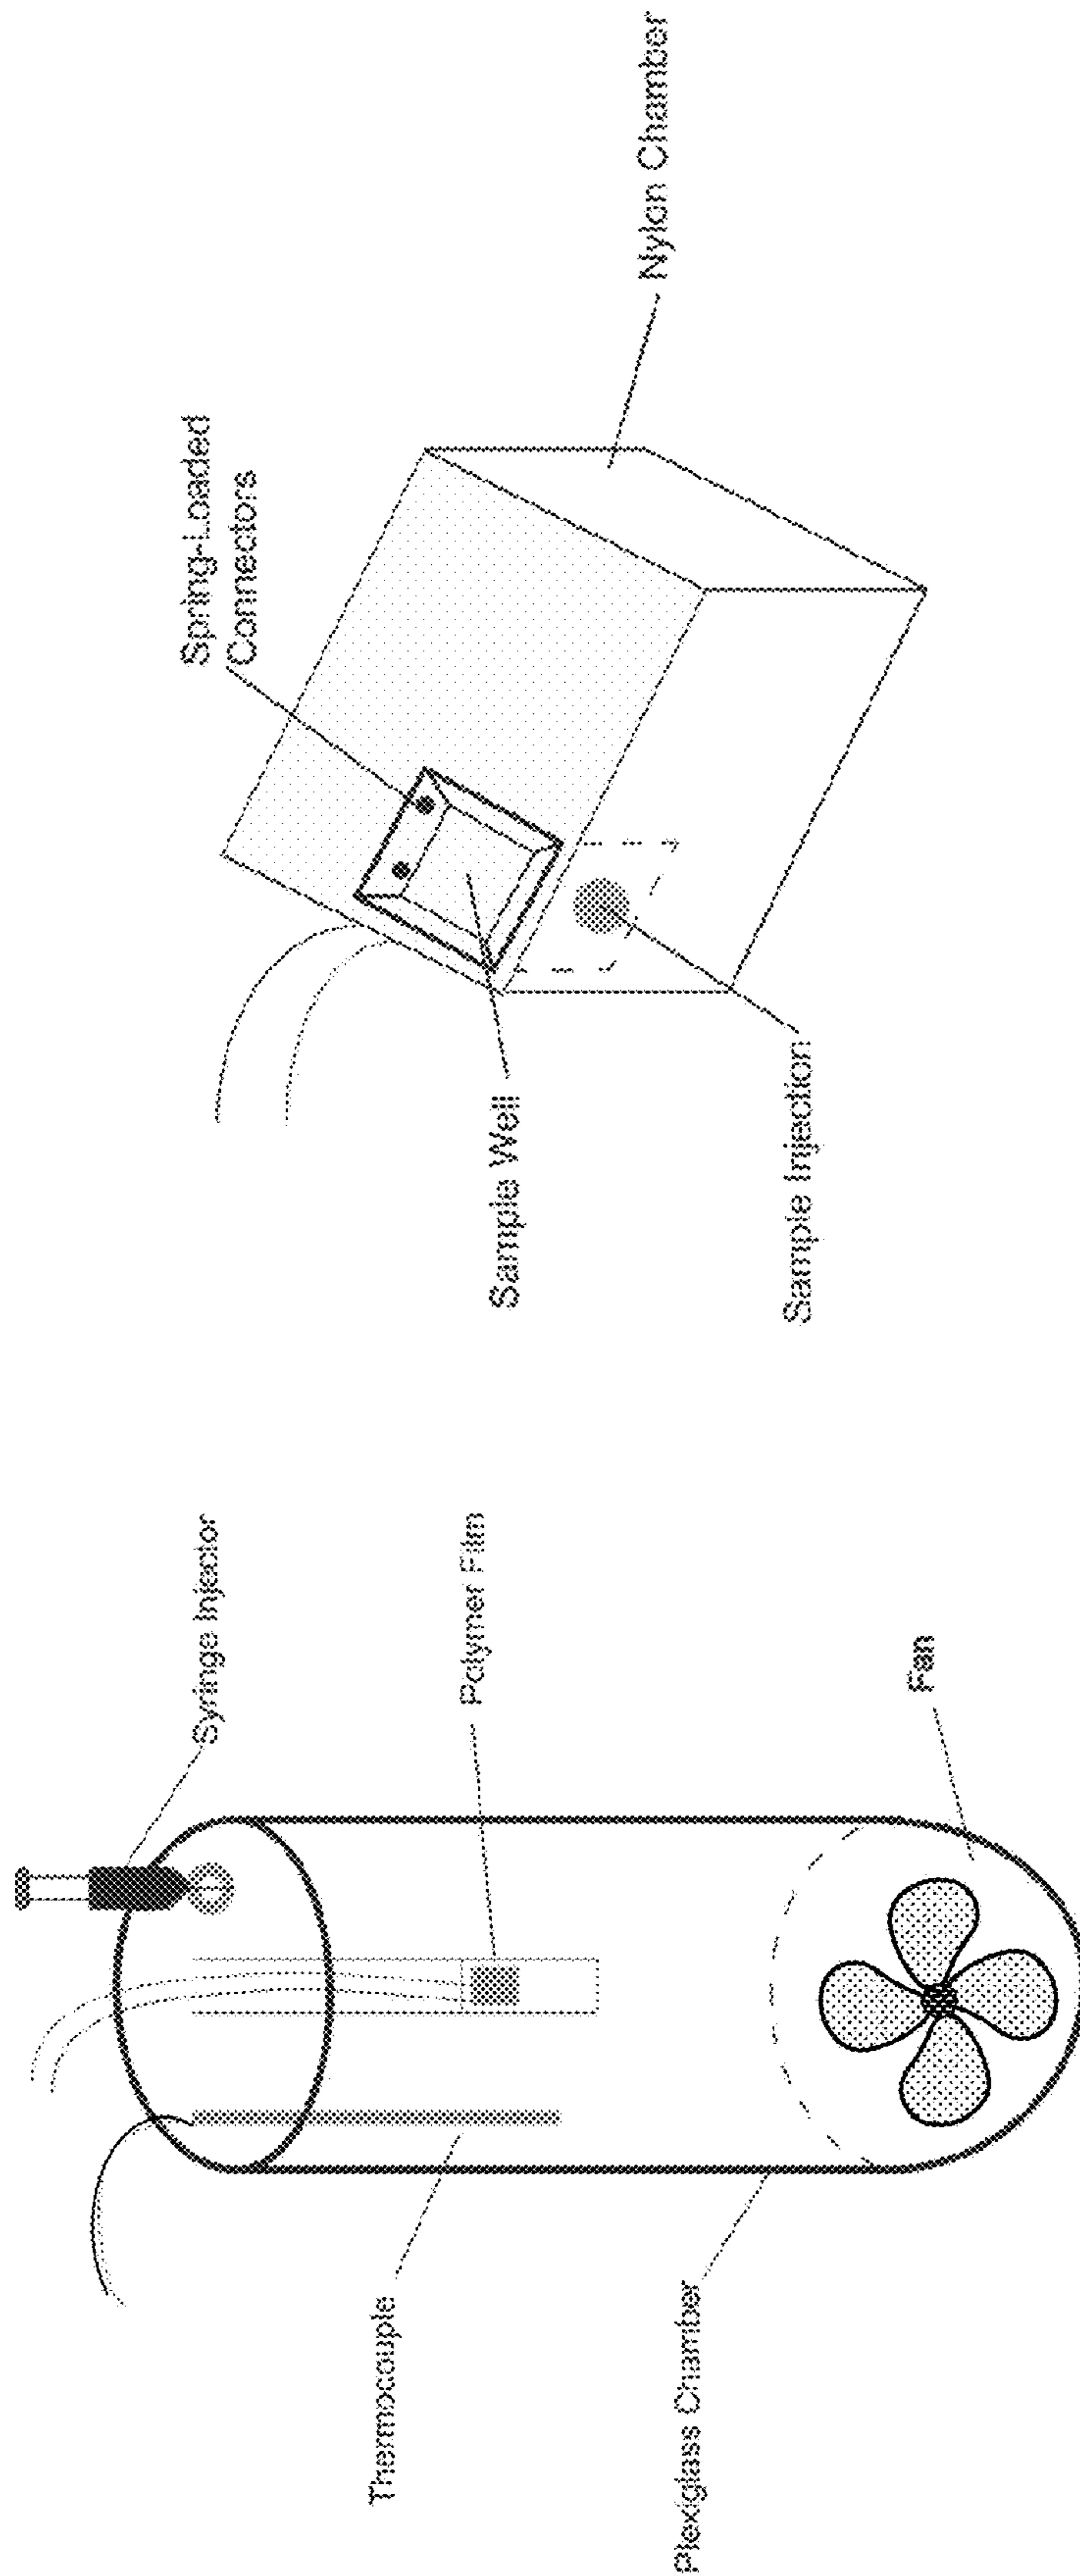 Syringe Injector
Polymer Film
Fan
Thermocouple
Plexiglass Chamber
Spring-Loaded
Connectors
Nylon Chamber
Sample Well
Sample Injection